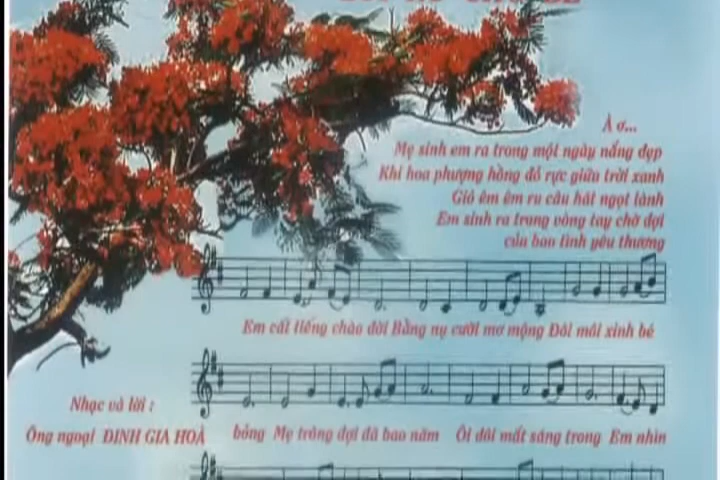 À ơ...
Mẹ sinh em ra trong một ngày nắng đẹp
Khi hoa phượng hồng đỏ rực giữa trời xanh
Gió êm êm ru câu hát ngọt lành
Em sinh ra trong vòng tay chờ đợi
của bao tình yêu thương
Em cất tiếng chào đời Bằng nụ cười mơ mộng Đôi môi xinh bé
Nhạc và lời :
Ông ngoại ĐINH GIA HOÀ
bỏng Mẹ trông đợi đã bao năm Ôi đôi mắt sáng trong Em nhìn